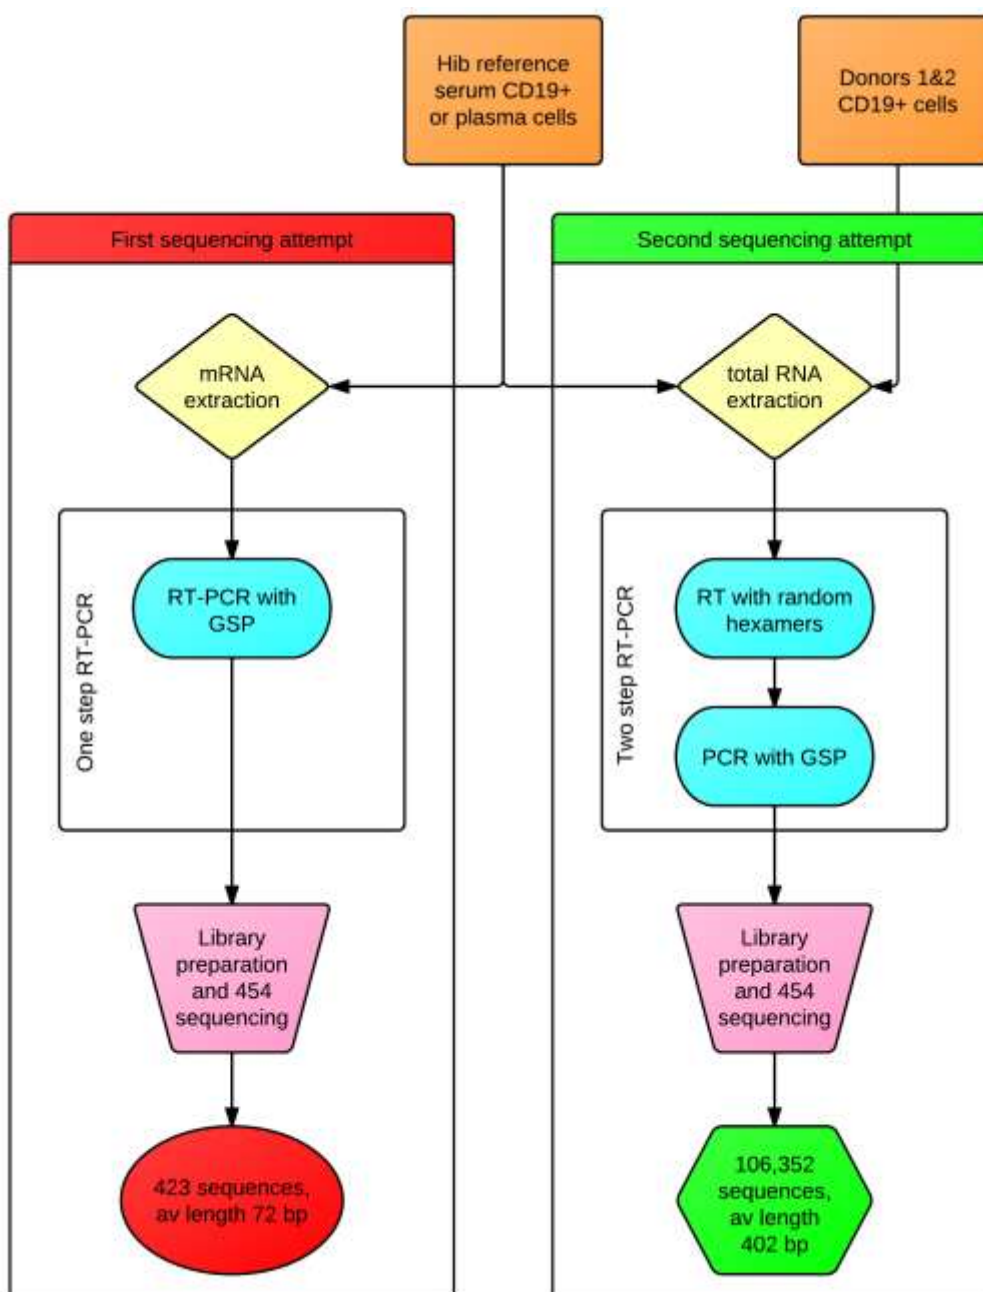 Hib reference
serum CD19+
or plasma cells
Donors 1&2
CD19+ cells
First sequencing attempt
Second sequencing attempt
mRNA
extraction
total RNA
extraction
One step RT-PCR
RT-PCR with
GSP
Two step RT-PCR
RT with random
hexamers
PCR with GSP
Library
preparation
and 454
sequencing
Library
preparation
and 454
sequencing
423 sequences,
av length 72 bp
106,352
sequences,
av length
402 bp